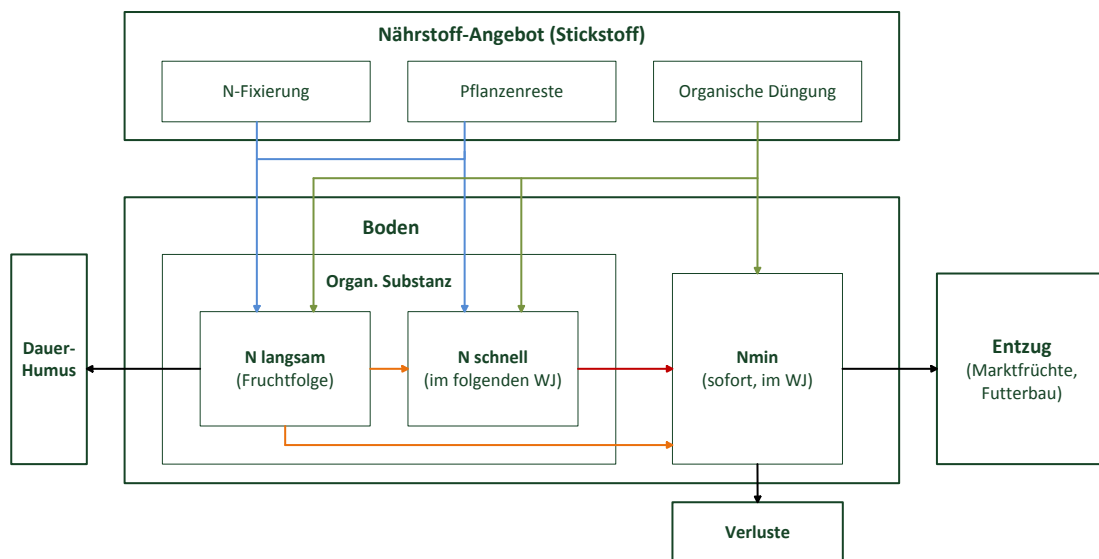 Nährstoff-Angebot (Stickstoff)
N-Fixierung
Pflanzenreste
Organische Düngung
Boden
Organ. Substanz
Dauer-
Humus
N langsam
(Fruchtfolge)
N schnell
(im folgenden WJ)
Nmin
(sofort, im WJ)
Entzug
(Marktfrüchte,
Futterbau)
Verluste